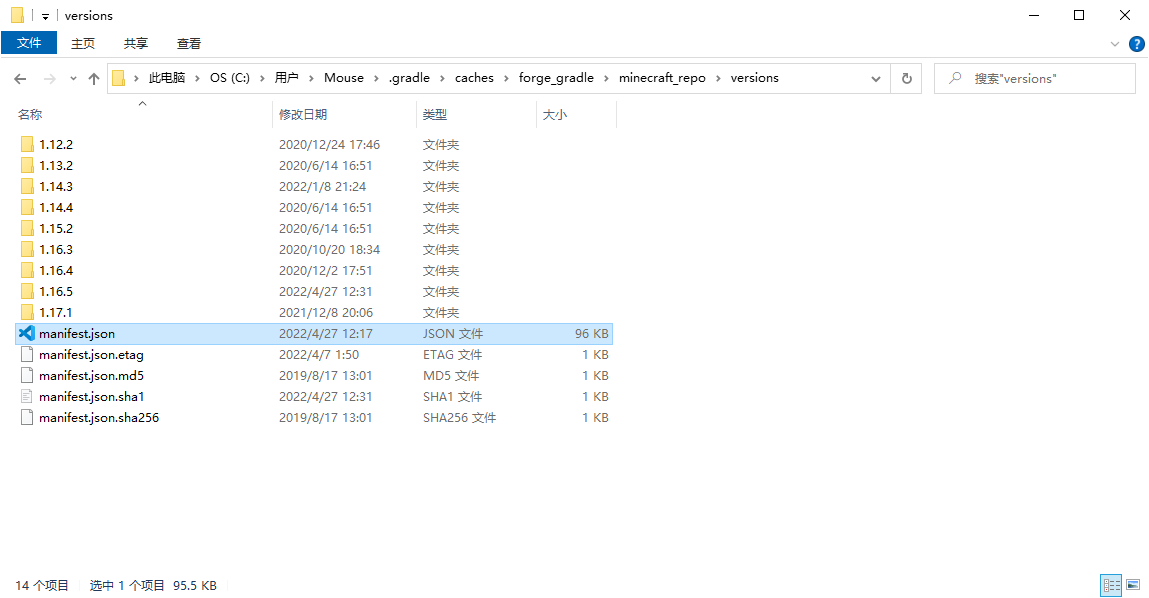 versions
文件 主页 共享 查看
此电脑 OS (C:) 用户 Mouse .gradle caches forge_gradle minecraft_repo versions 搜索"versions"
名称 修改日期 类型 大小
1.12.2 2020/12/24 17:46 文件夹
1.13.2 2020/6/14 16:51 文件夹
1.14.3 2022/1/8 21:24 文件夹
1.14.4 2020/6/14 16:51 文件夹
1.15.2 2020/6/14 16:51 文件夹
1.16.3 2020/10/20 18:34 文件夹
1.16.4 2020/12/2 17:51 文件夹
1.16.5 2022/4/27 12:31 文件夹
1.17.1 2021/12/8 20:06 文件夹
manifest.json 2022/4/27 12:17 JSON 文件 96 KB
manifest.json.etag 2022/4/7 1:50 ETAG 文件 1 KB
manifest.json.md5 2019/8/17 13:01 MD5 文件 1 KB
manifest.json.sha1 2022/4/27 12:31 SHA1 文件 1 KB
manifest.json.sha256 2019/8/17 13:01 SHA256 文件 1 KB
14 个项目 选中 1 个项目 95.5 KB